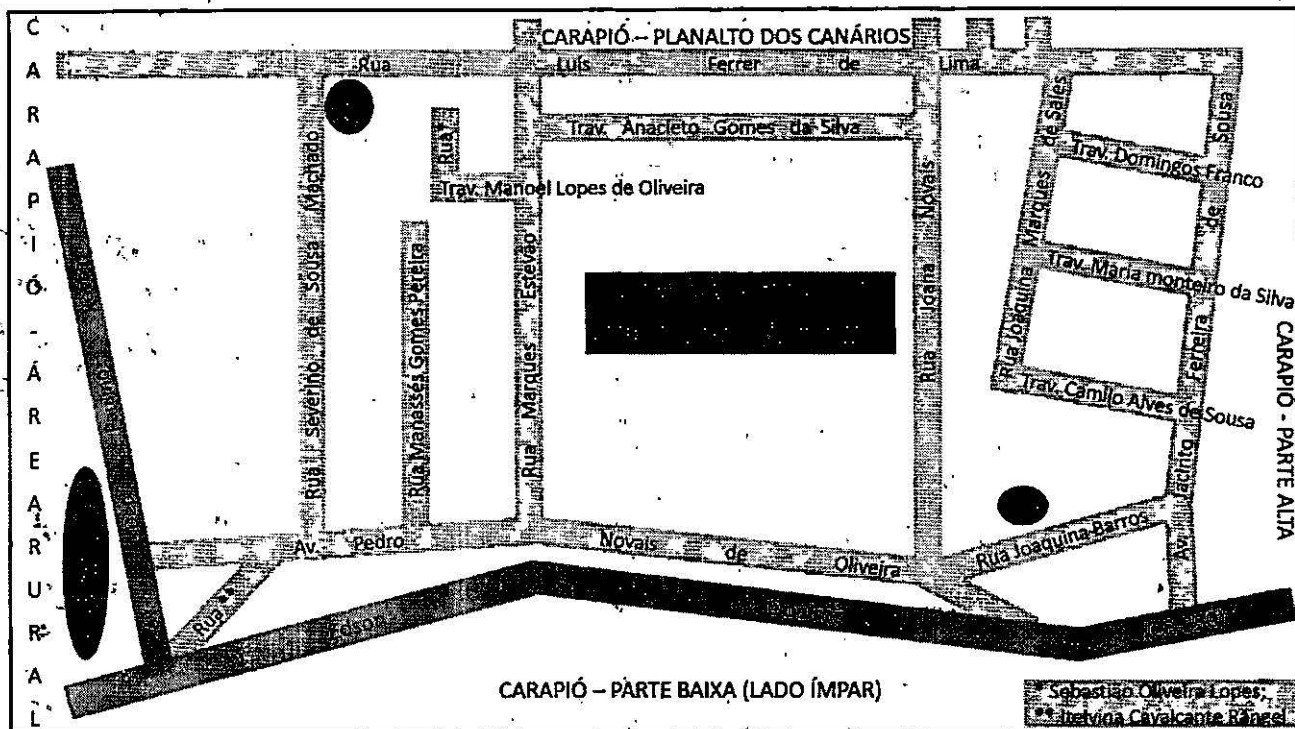 CARAPIÓ – PLANALTO DOS CANÁRIOS
CARAPIÓ - ÁREA RURAL
Rua Luís Ferrer de Lima
Trav. Anacleto Gomes da Silva
Rua*
Trav. Manoel Lopes de Oliveira
Rua Severino de Sousa Machado
Rua Manassés Gomes Pereira
Rua Marques Estevão
Rua Joana Novais
Rua Joaquina Marques de Sales
Trav. Domingos Franco
Trav. Maria monteiro da Silva
Trav. Camilo Alves de Sousa
Av. Jacinto Ferreira de Sousa
CARAPIÓ - PARTE ALTA
Rua Joaquina Barros
Av. Pedro Novais de Oliveira
Rua**
CARAPIÓ – PARTE BAIXA (LADO ÍMPAR)
* Sebastião Oliveira Lopes;
** Cavalcante Rangel